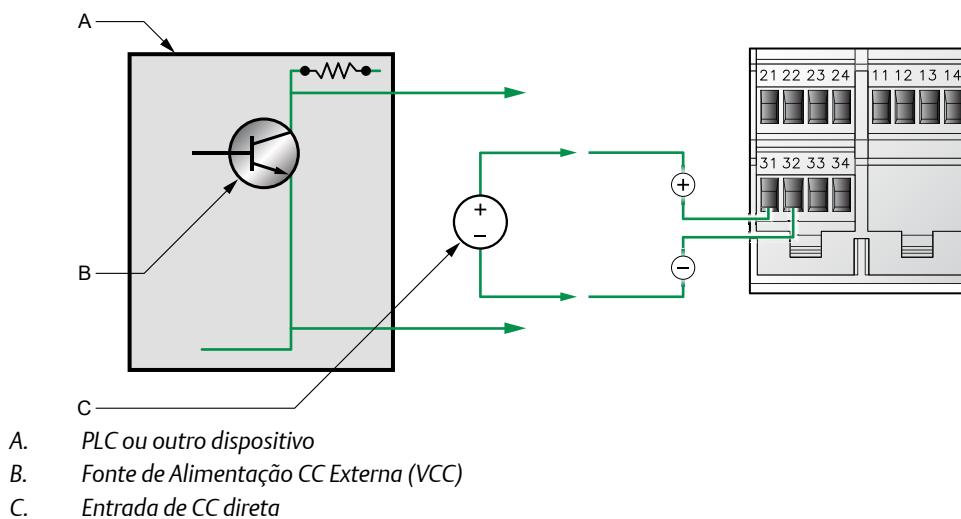 A
21 22 23 24 11 12 13 14
31 32 33 34
+
+
−
B
−
C
A. PLC ou outro dispositivo
B. Fonte de Alimentação CC Externa (VCC)
C. Entrada de CC direta